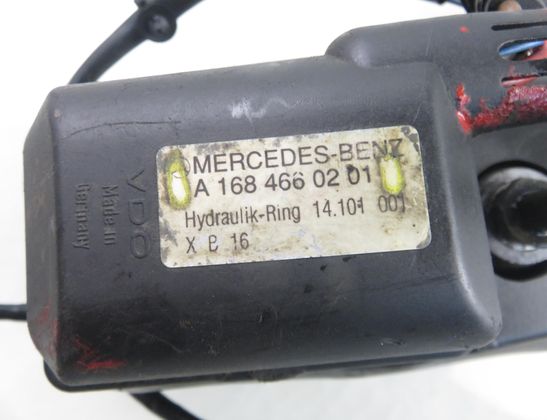 MERCEDES-BENZ
A 168 466 02 01
Hydraulik-Ring 14.101 001
X B 16
VDO
Made in
Germany